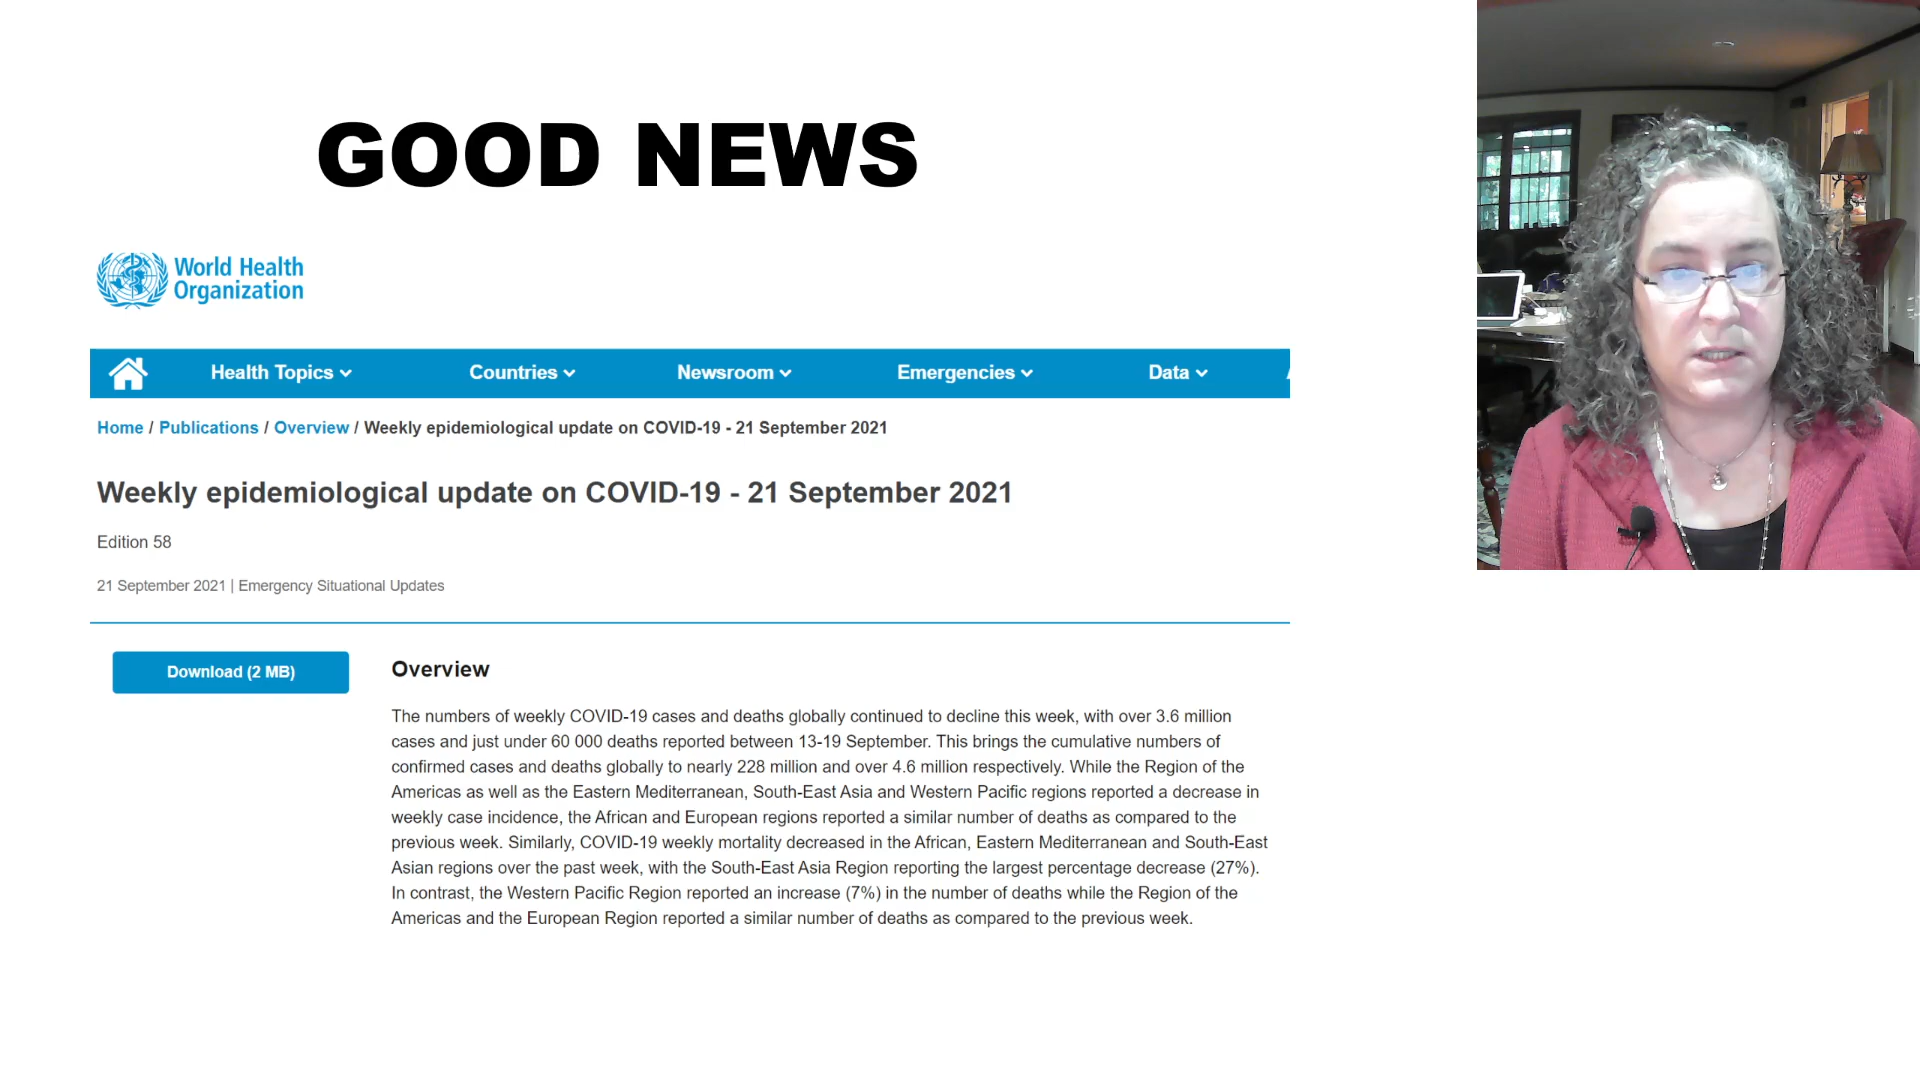 GOOD NEWS
World Health
Organization
Health Topics
Countries
Newsroom
Emergencies
Data
Home / Publications / Overview / Weekly epidemiological update on COVID-19 - 21 September 2021
Weekly epidemiological update on COVID-19 - 21 September 2021
Edition 58
21 September 2021 | Emergency Situational Updates
Download (2 MB)
Overview
The numbers of weekly COVID-19 cases and deaths globally continued to decline this week, with over 3.6 million
cases and just under 60 000 deaths reported between 13-19 September. This brings the cumulative numbers of
confirmed cases and deaths globally to nearly 228 million and over 4.6 million respectively. While the Region of the
Americas as well as the Eastern Mediterranean, South-East Asia and Western Pacific regions reported a decrease in
weekly case incidence, the African and European regions reported a similar number of deaths as compared to the
previous week. Similarly, COVID-19 weekly mortality decreased in the African, Eastern Mediterranean and South-East
Asian regions over the past week, with the South-East Asia Region reporting the largest percentage decrease (27%).
In contrast, the Western Pacific Region reported an increase (7%) in the number of deaths while the Region of the
Americas and the European Region reported a similar number of deaths as compared to the previous week.